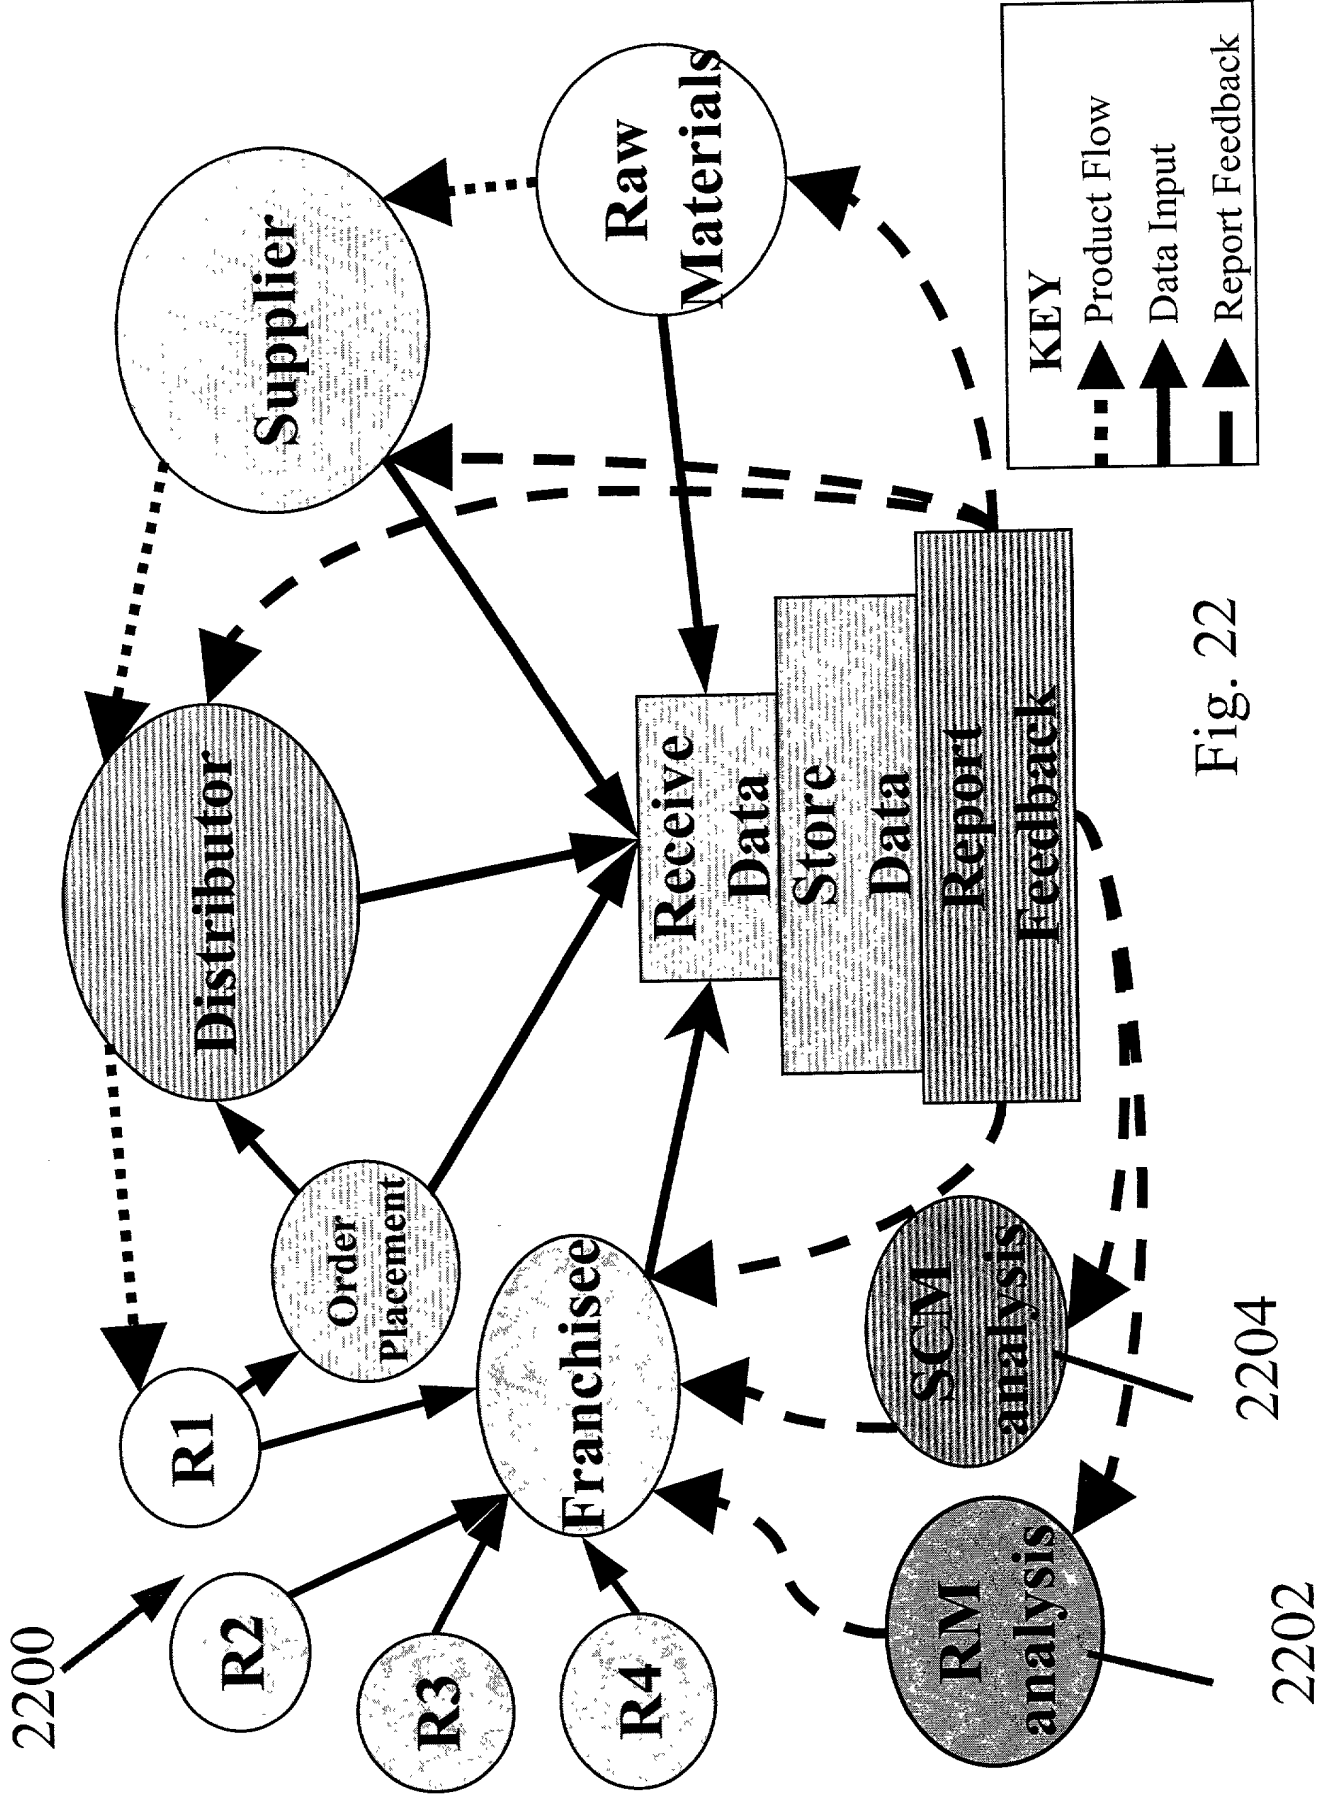 2200
R1
R2
R3
R4
Order
Placement
Distributor
Supplier
Franchisee
Receive
Data
Store
Data
Report
Feedback
Raw
Materials
RM
analysis
SCM
analysis
2202
2204
KEY
Product Flow
Data Input
Report Feedback
Fig. 22